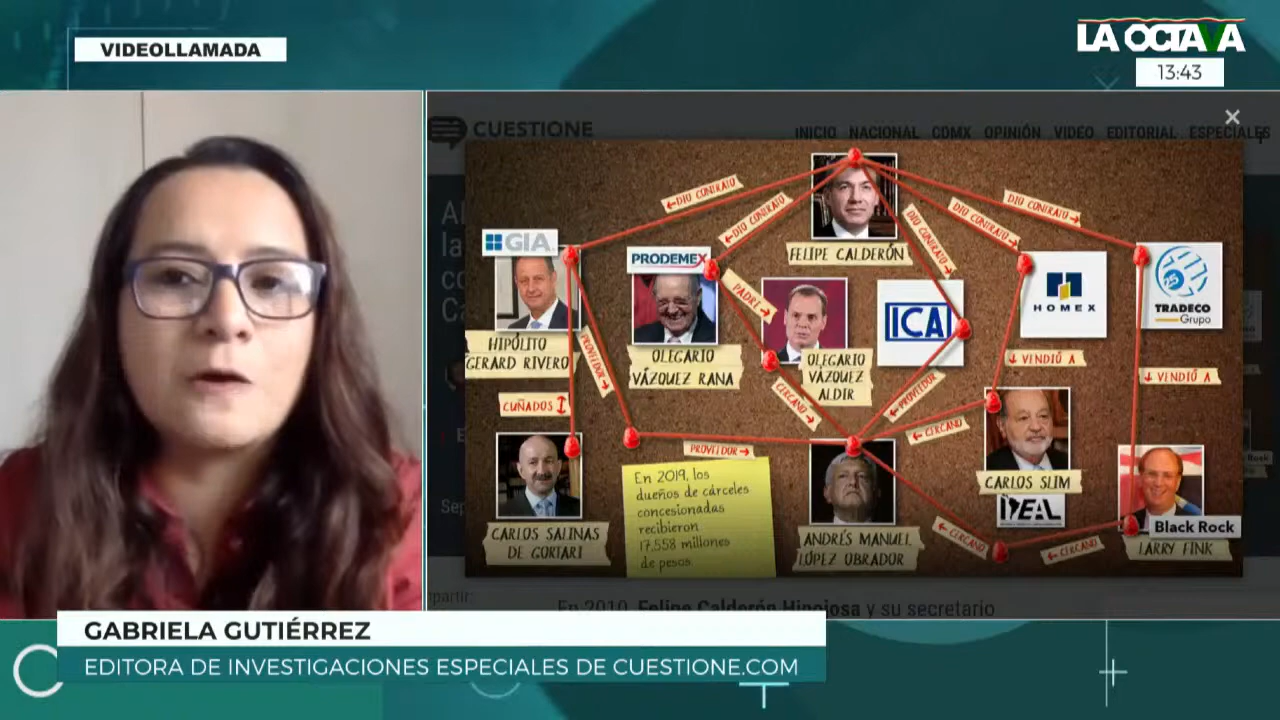 VIDEOLLAMADA
LA OCTAVA
13:43
CUESTIONE
INICIO NACIONAL CDMX OPINIÓN VIDEO EDITORIAL ESPECIALES
←DIO CONTRATO
←DIO CONTRATO
DIO CONTRATO→
DIO CONTRATO→
DIO CONTRATO→
FELIPE CALDERÓN
GIA
HIPÓLITO
GERARD RIVERO
PRODEMEX
OLEGARIO
VÁZQUEZ RANA
PADRE→
OLEGARIO
VÁZQUEZ
ALDIR
ICA
HOMEX
TRADECO
Grupo
PROVEEDOR→
CUÑADOS
CERCANO→
←PROVEEDOR
←CERCANO
↓ VENDIÓ A
↓ VENDIÓ A
PROVEEDOR→
CARLOS SALINAS
DE GORTARI
En 2019, los
dueños de cárceles
concesionadas
recibieron
17,558 millones
de pesos
ANDRÉS MANUEL
LÓPEZ OBRADOR
CARLOS SLIM
IDEAL
←CERCANO
←CERCANO
Black Rock
LARRY FINK
En 2010, Felipe Calderón Hinojosa y su secretario
GABRIELA GUTIÉRREZ
EDITORA DE INVESTIGACIONES ESPECIALES DE CUESTIONE.COM